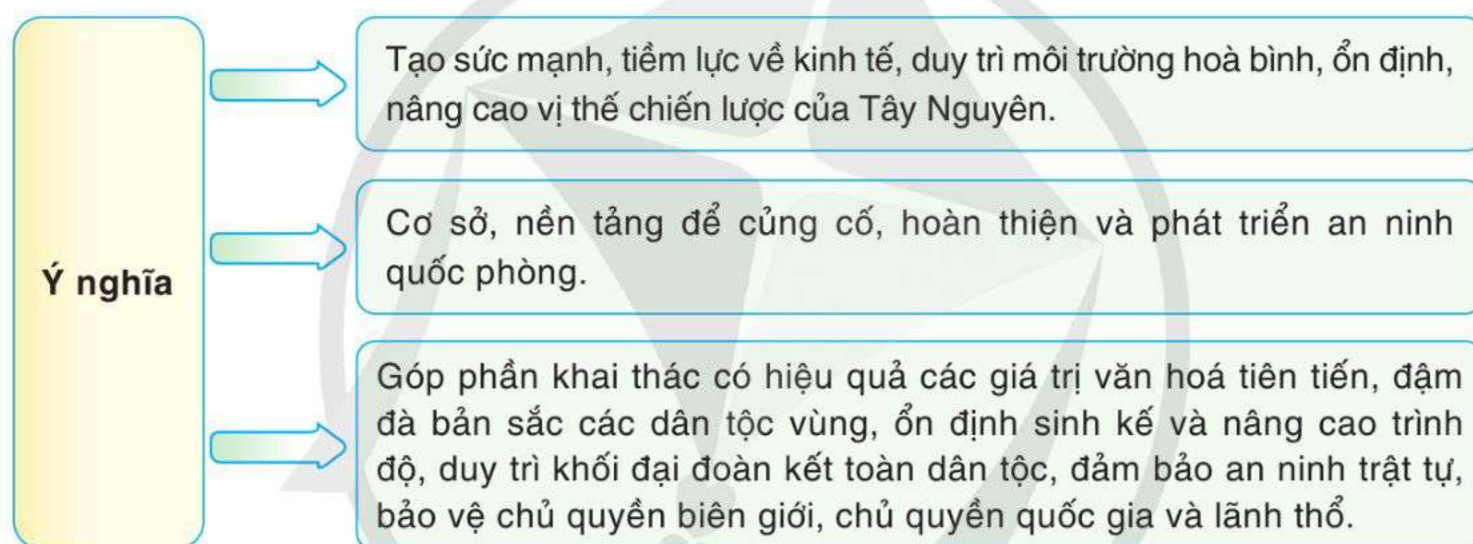 Ý nghĩa
Tạo sức mạnh, tiềm lực về kinh tế, duy trì môi trường hoà bình, ổn định,
nâng cao vị thế chiến lược của Tây Nguyên.
Cơ sở, nền tảng để củng cố, hoàn thiện và phát triển an ninh
quốc phòng.
Góp phần khai thác có hiệu quả các giá trị văn hoá tiên tiến, đậm
đà bản sắc các dân tộc vùng, ổn định sinh kế và nâng cao trình
độ, duy trì khối đại đoàn kết toàn dân tộc, đảm bảo an ninh trật tự,
bảo vệ chủ quyền biên giới, chủ quyền quốc gia và lãnh thổ.